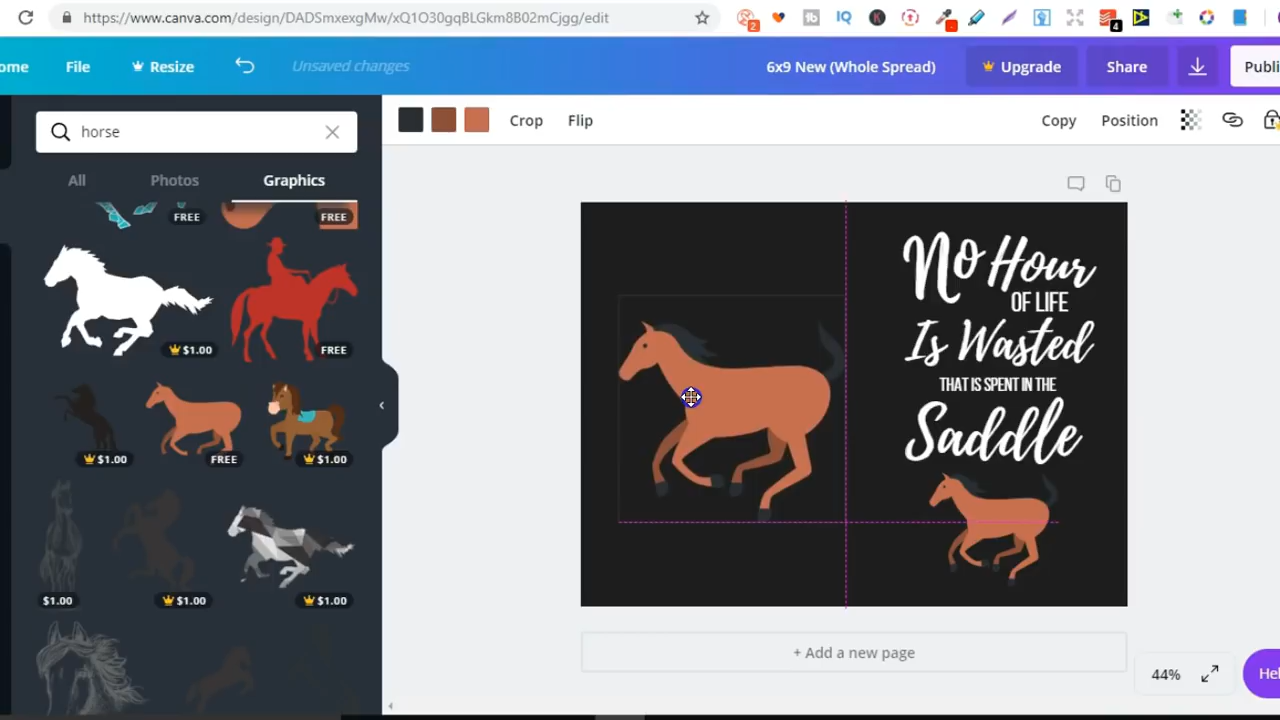 https://www.canva.com/design/DADSmxexgMw/xQ1O30gqBLGkm8B02mCjgg/edit
2
IQ
K
4
ome
File
Resize
Unsaved changes
6x9 New (Whole Spread)
Upgrade
Share
Publi
horse
Crop
Flip
Copy
Position
All
Photos
Graphics
FREE
FREE
$1.00
FREE
$1.00
FREE
$1.00
$1.00
$1.00
$1.00
No Hour
OF LIFE
Is Wasted
THAT IS SPENT IN THE
Saddle
+ Add a new page
44%
Hel